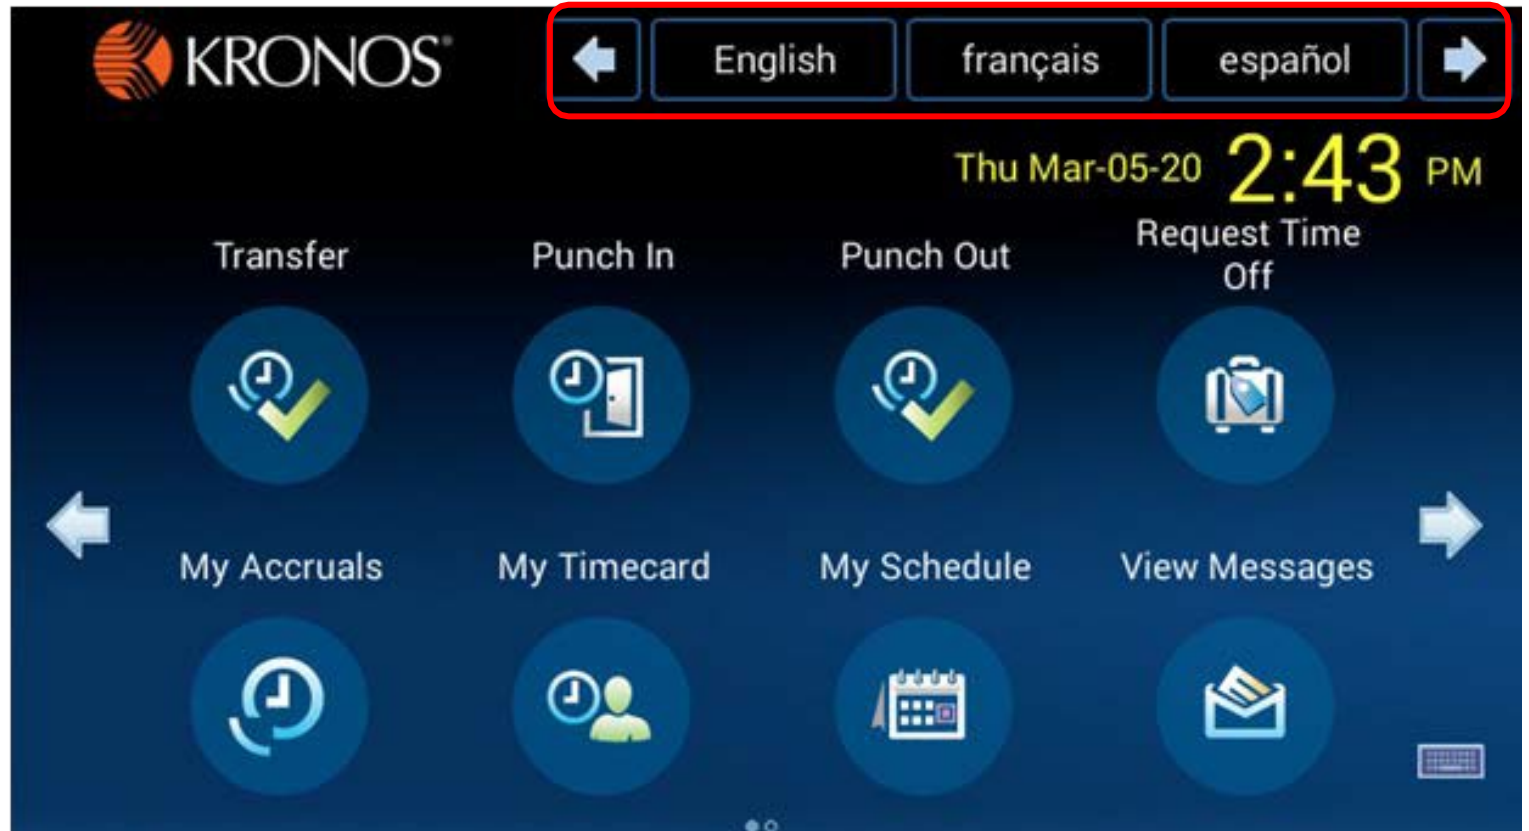 KRONOS®
English français español
Thu Mar-05-20 2:43 PM
Transfer Punch In Punch Out Request Time
Off
My Accruals My Timecard My Schedule View Messages